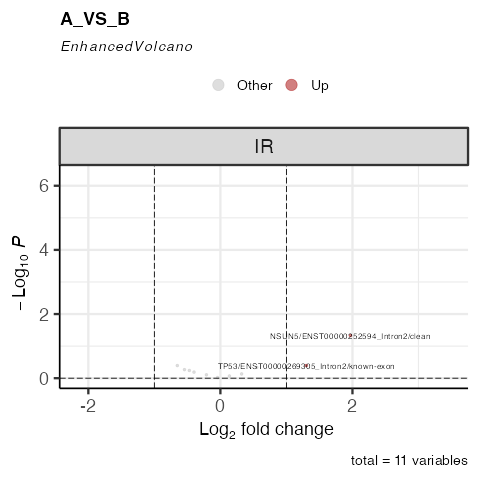 A_VS_B
EnhancedVolcano
Other Up
IR
6
4
2
0
-2 0 2
− Log10 P
NSUN5/ENST00000252594_Intron2/clean
TP53/ENST00000269305_Intron2/known-exon
Log2 fold change
total = 11 variables